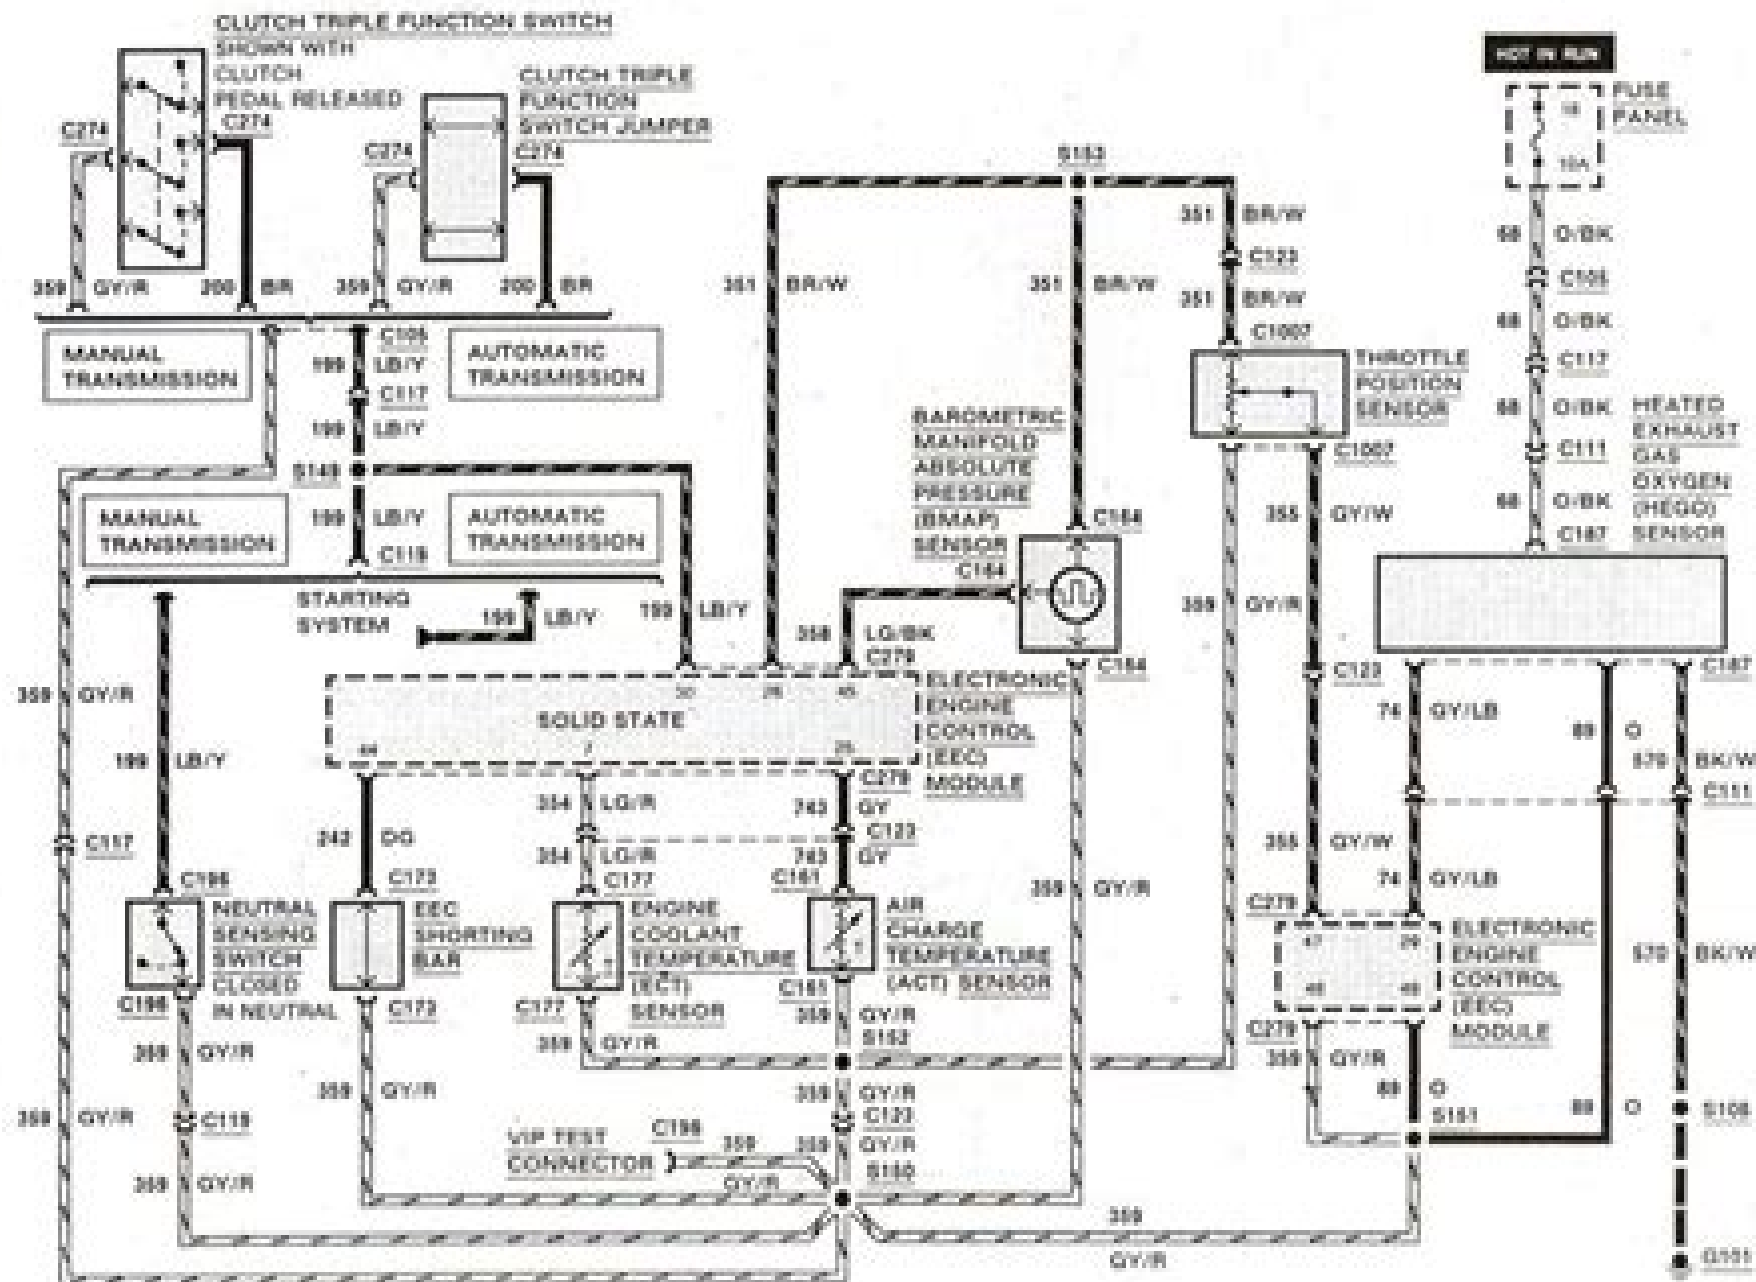 CLUTCH TRIPLE FUNCTION SWITCH
SHOWN WITH
CLUTCH
PEDAL RELEASED
C274
C274
359
GY/R
200
BR
CLUTCH TRIPLE
FUNCTION
SWITCH JUMPER
C274
C274
359
GY/R
200
BR
MANUAL
TRANSMISSION
C105
199
LB/Y
C117
199
LB/Y
AUTOMATIC
TRANSMISSION
S149
MANUAL
TRANSMISSION
199
LB/Y
C119
AUTOMATIC
TRANSMISSION
STARTING
SYSTEM
199
LB/Y
199
LB/Y
359
GY/R
199
LB/Y
C117
S153
351
BR/W
351
BR/W
351
BR/W
C123
351
BR/W
C1007
THROTTLE
POSITION
SENSOR
C1007
BAROMETRIC
MANIFOLD
ABSOLUTE
PRESSURE
(BMAP)
SENSOR
C164
C164
C164
358
LG/BK
C279
355
GY/W
359
GY/R
C123
HOT IN RUN
FUSE
PANEL
18
10A
68
O/BK
C105
68
O/BK
C117
68
O/BK
C111
68
O/BK
C187
HEATED
EXHAUST
GAS
OXYGEN
(HEGO)
SENSOR
C187
74
GY/LB
89
O
570
BK/W
C111
ELECTRONIC
ENGINE
CONTROL
(EEC)
MODULE
SOLID STATE
30
26
45
7
25
C279
242
DG
C173
EEC
SHORTING
BAR
C173
354
LG/R
354
LG/R
C177
ENGINE
COOLANT
TEMPERATURE
(ECT)
SENSOR
C177
743
GY
C123
743
GY
C161
AIR
CHARGE
TEMPERATURE
(ACT) SENSOR
C161
359
GY/R
S152
359
GY/R
NEUTRAL
SENSING
SWITCH
CLOSED
IN NEUTRAL
359
GY/R
C119
359
GY/R
359
GY/R
359
GY/R
359
GY/R
C123
359
GY/R
S150
VIP TEST
CONNECTOR
359
GY/R
359
GY/R
355
GY/W
74
GY/LB
C279
47
29
ELECTRONIC
ENGINE
CONTROL
(EEC)
MODULE
C279
359
GY/R
89
O
S151
89
O
570
BK/W
359
GY/R
G101